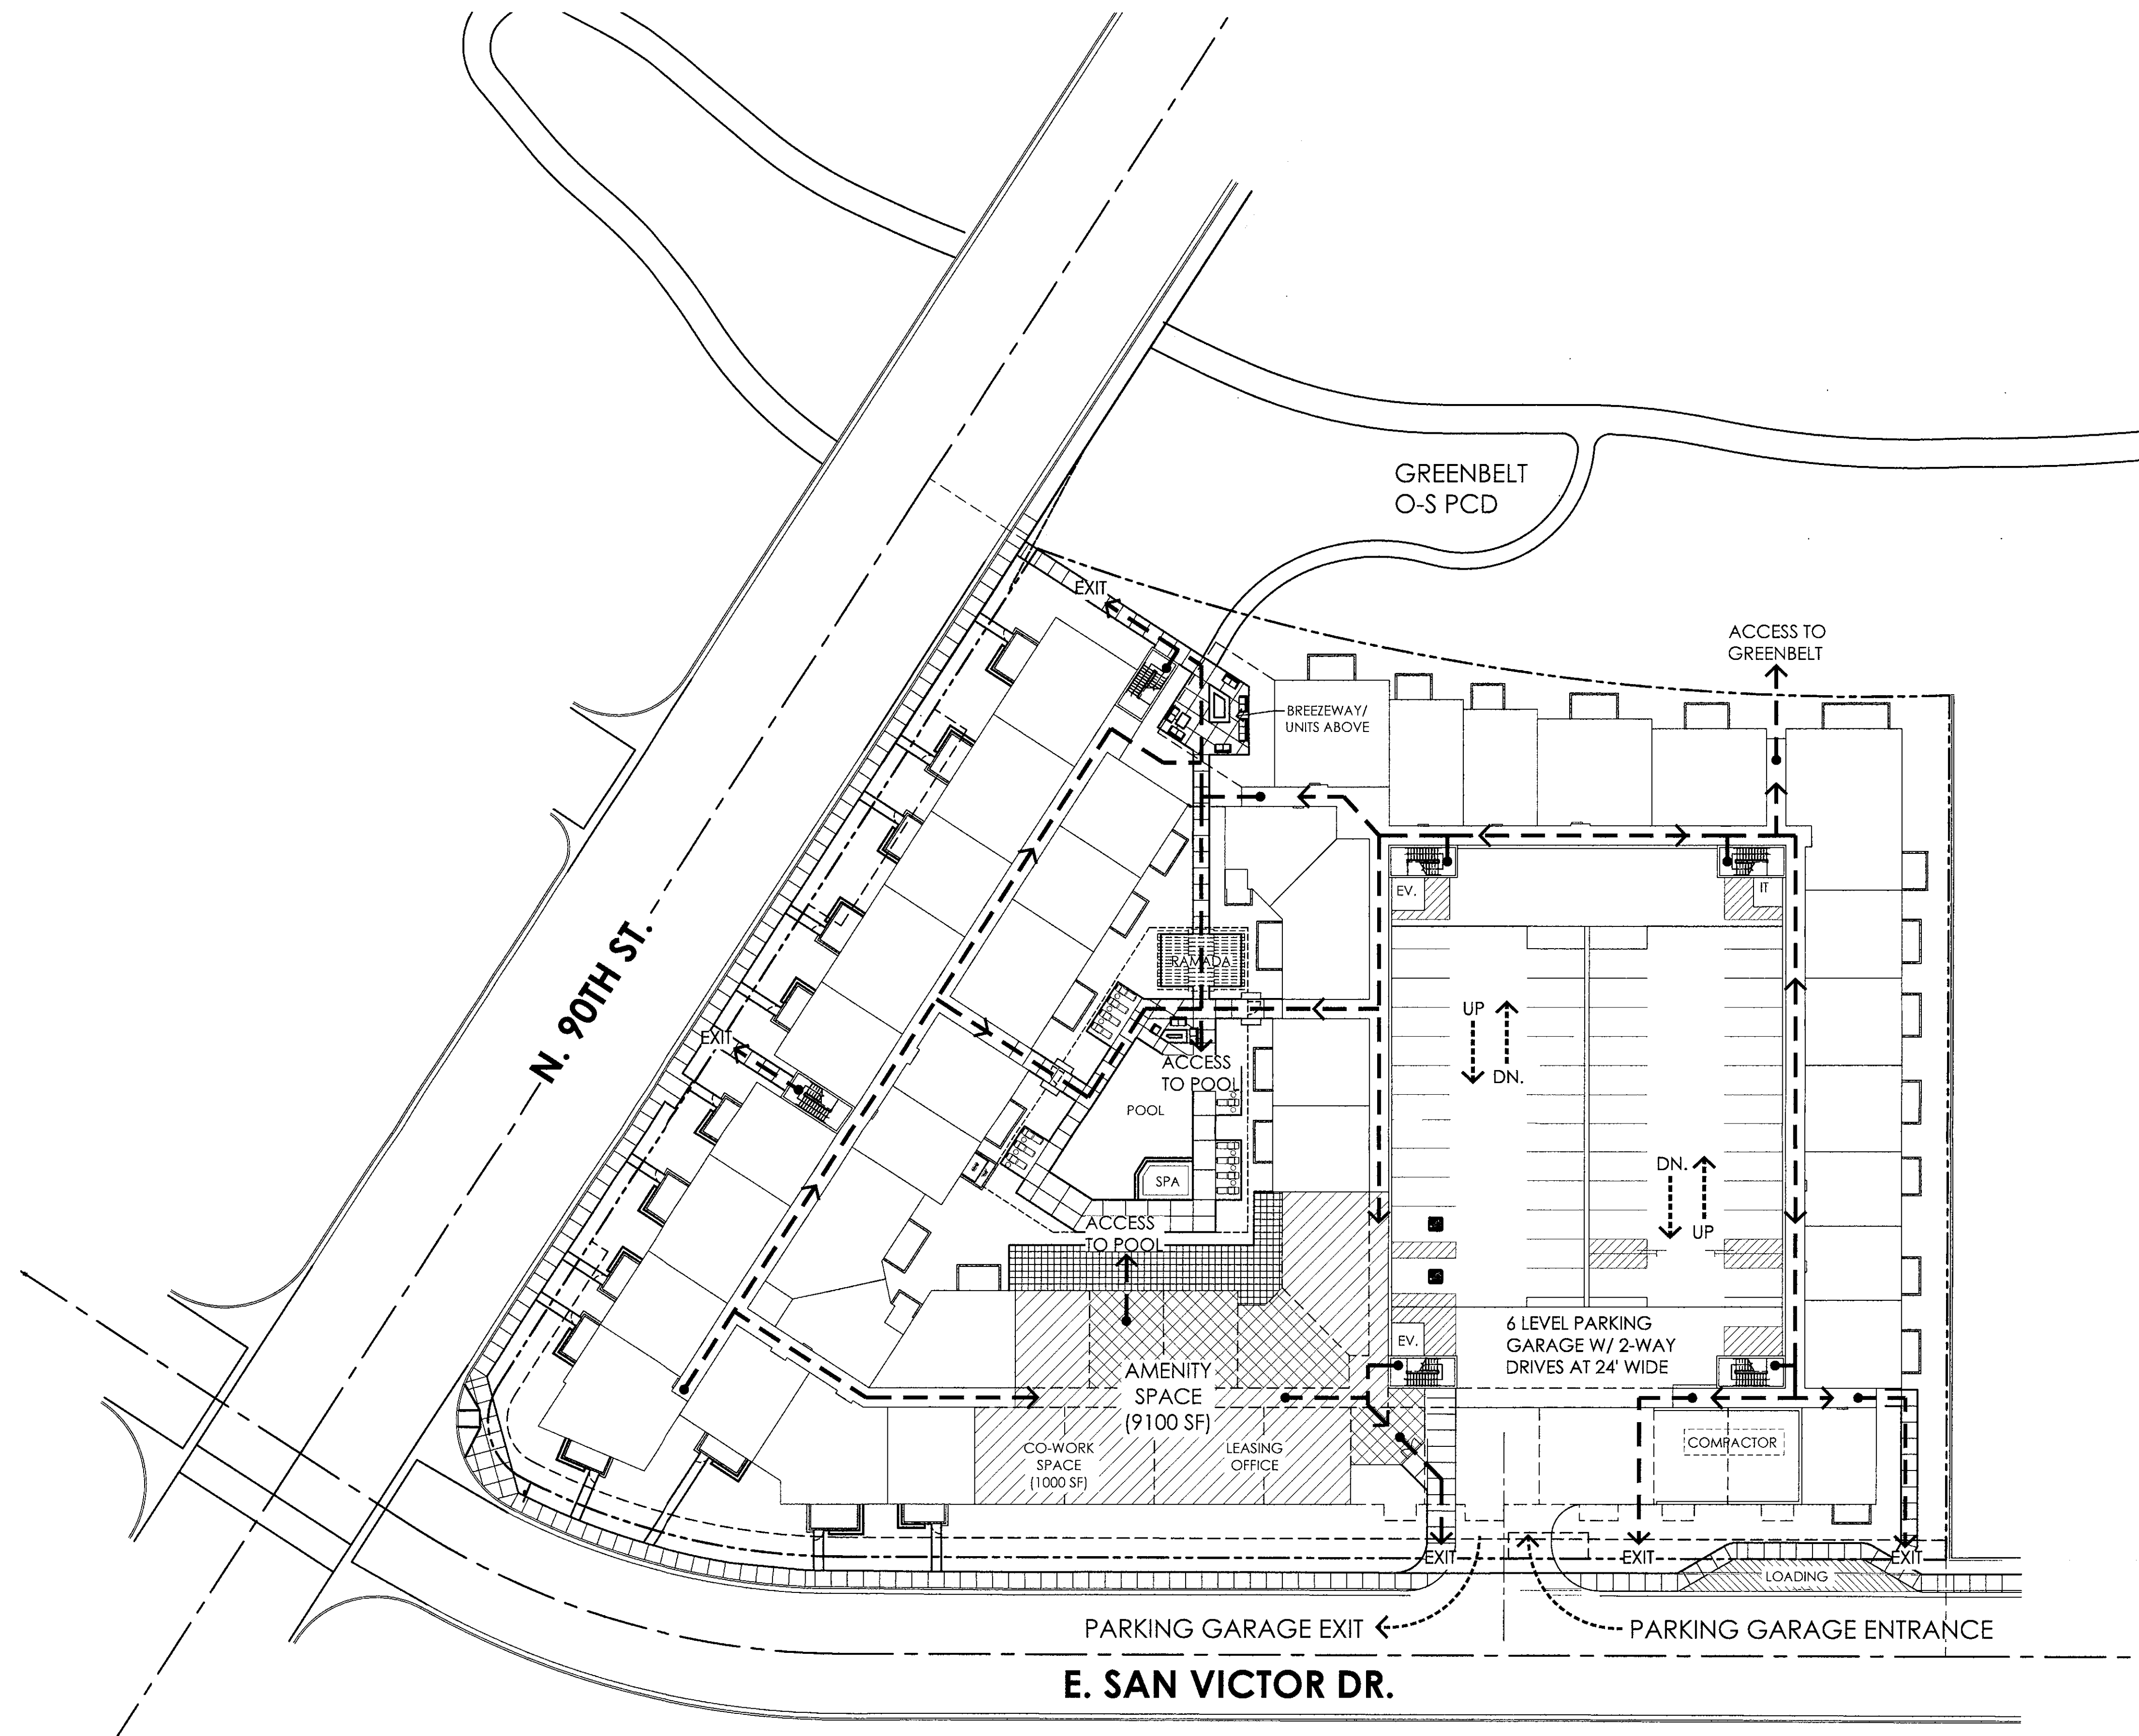 GREENBELT
O-S PCD
EXIT
ACCESS TO
GREENBELT
BREEZEWAY/
UNITS ABOVE
EV.
IT
N. 90TH ST.
RAMADA
UP
DN.
EXIT
ACCESS
TO POOL
POOL
DN.
UP
SPA
ACCESS
TO POOL
6 LEVEL PARKING
GARAGE W/ 2-WAY
DRIVES AT 24' WIDE
EV.
AMENITY
SPACE
(9100 SF)
CO-WORK
SPACE
(1000 SF)
LEASING
OFFICE
COMPACTOR
EXIT
EXIT
EXIT
LOADING
PARKING GARAGE EXIT
PARKING GARAGE ENTRANCE
E. SAN VICTOR DR.